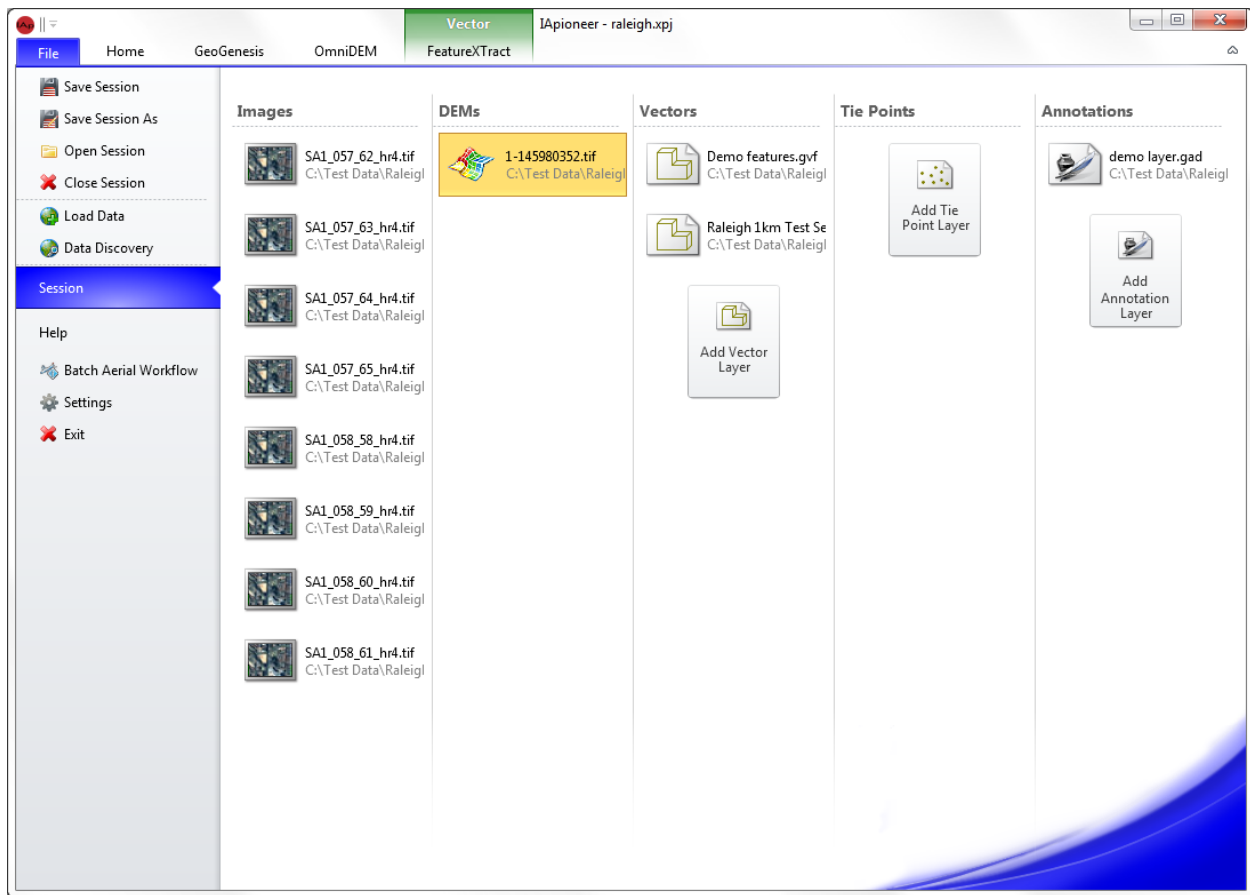 IAp
Vector
IApioneer - raleigh.xpj
File
Home
GeoGenesis
OmniDEM
FeatureXTract
Save Session
Save Session As
Open Session
Close Session
Load Data
Data Discovery
Session
Help
Batch Aerial Workflow
Settings
Exit
Images
SA1_057_62_hr4.tif
C:\Test Data\Raleigl
SA1_057_63_hr4.tif
C:\Test Data\Raleigl
SA1_057_64_hr4.tif
C:\Test Data\Raleigl
SA1_057_65_hr4.tif
C:\Test Data\Raleigl
SA1_058_58_hr4.tif
C:\Test Data\Raleigl
SA1_058_59_hr4.tif
C:\Test Data\Raleigl
SA1_058_60_hr4.tif
C:\Test Data\Raleigl
SA1_058_61_hr4.tif
C:\Test Data\Raleigl
DEMs
1-145980352.tif
C:\Test Data\Raleigl
Vectors
Demo features.gvf
C:\Test Data\Raleigl
Raleigh 1km Test Se
C:\Test Data\Raleigl
Add Vector
Layer
Tie Points
Add Tie
Point Layer
Annotations
demo layer.gad
C:\Test Data\Raleigl
Add
Annotation
Layer